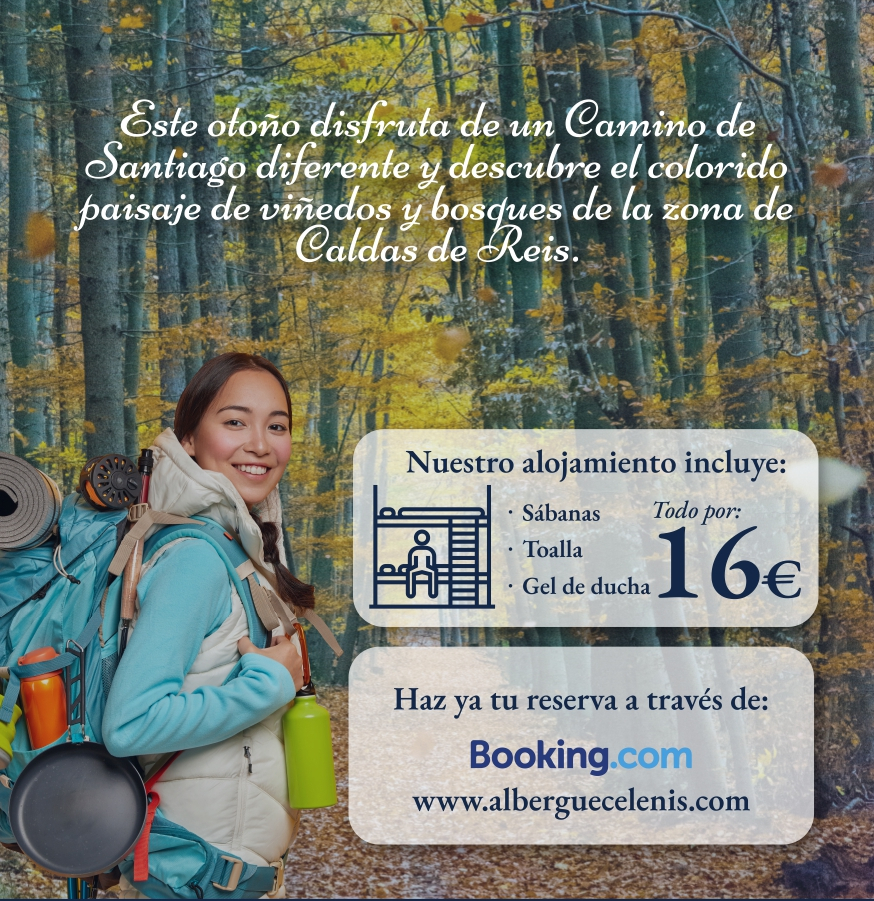 Este otoño disfruta de un Camino de
Santiago diferente y descubre el colorido
paisaje de viñedos y bosques de la zona de
Caldas de Reis.
Nuestro alojamiento incluye:
· Sábanas
· Toalla
· Gel de ducha
Todo por:
16€
Haz ya tu reserva a través de:
Booking.com
www.alberguecelenis.com